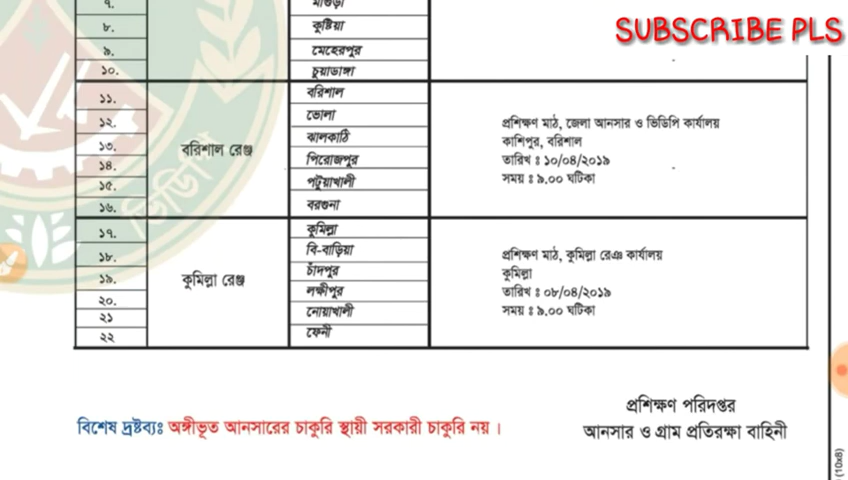 SUBSCRIBE PLS
৭. মাগুড়া
৮. কুষ্টিয়া
৯. মেহেরপুর
১০. চুয়াডাঙ্গা
১১. বরিশাল
১২. ভোলা
১৩. ঝালকাঠি
১৪. পিরোজপুর
১৫. পটুয়াখালী
১৬. বরগুনা
বরিশাল রেঞ্জ
প্রশিক্ষণ মাঠ, জেলা আনসার ও ভিডিপি কার্যালয়
কাশিপুর, বরিশাল
তারিখ ঃ ১০/০৪/২০১৯
সময় ঃ ৯.০০ ঘটিকা
১৭. কুমিল্লা
১৮. বি-বাড়িয়া
১৯. চাঁদপুর
২০. লক্ষীপুর
২১ নোয়াখালী
২২ ফেনী
কুমিল্লা রেঞ্জ
প্রশিক্ষণ মাঠ, কুমিল্লা রেঞ্জ কার্যালয়
কুমিল্লা
তারিখ ঃ ০৮/০৪/২০১৯
সময় ঃ ৯.০০ ঘটিকা
ভিডিপি
বিশেষ দ্রষ্টব্যঃ অঙ্গীভূত আনসারের চাকুরি স্থায়ী সরকারী চাকুরি নয়।
প্রশিক্ষণ পরিদপ্তর
আনসার ও গ্রাম প্রতিরক্ষা বাহিনী
(10x8)